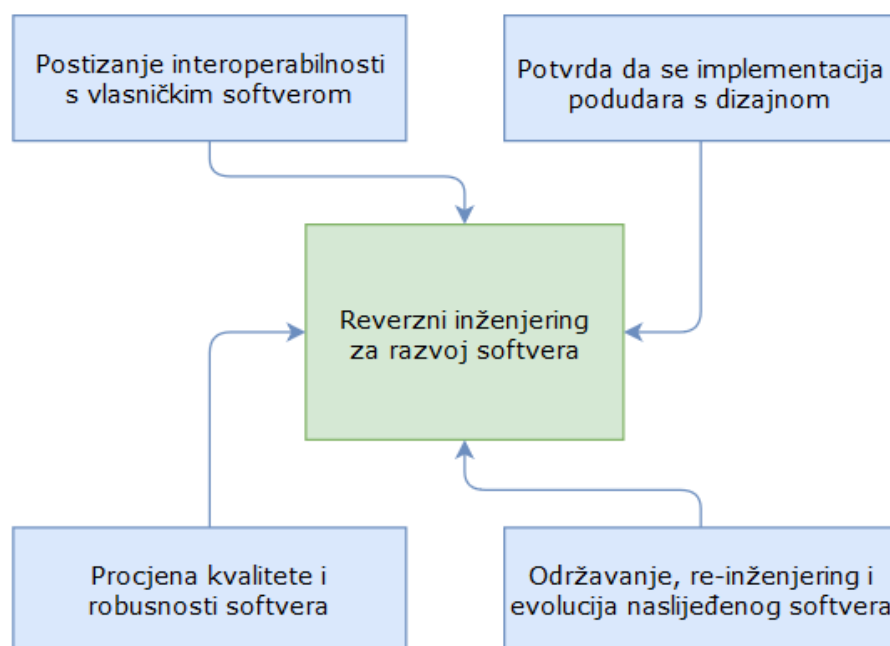 Postizanje interoperabilnosti
s vlasničkim softverom
Potvrda da se implementacija
podudara s dizajnom
Reverzni inženjering
za razvoj softvera
Procjena kvalitete i
robusnosti softvera
Održavanje, re-inženjering i
evolucija naslijeđenog softvera